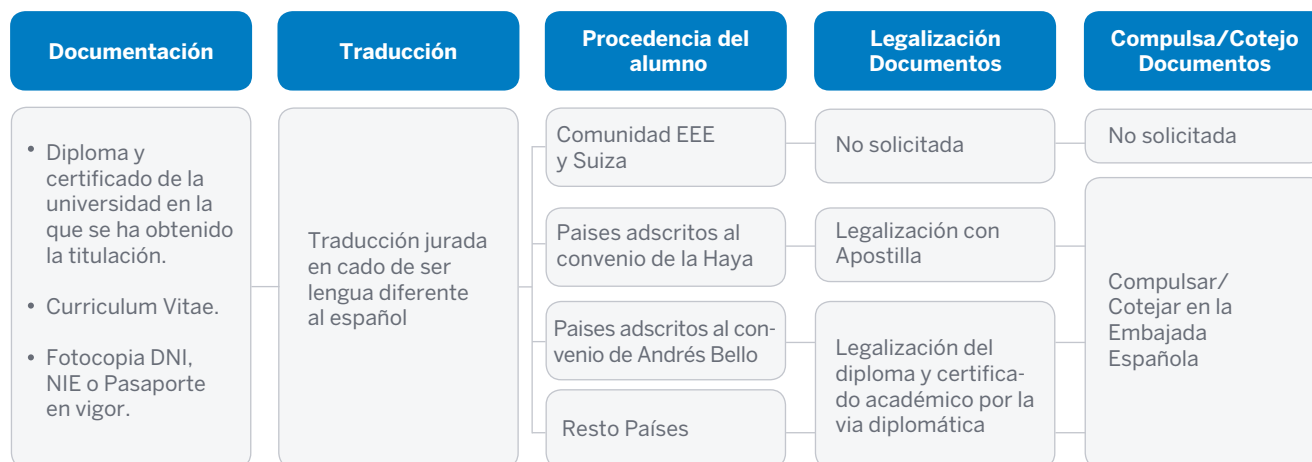 Documentación
Traducción
Procedencia del
alumno
Legalización
Documentos
Compulsa/Cotejo
Documentos
• Diploma y
certificado de la
universidad en la
que se ha obtenido
la titulación.
• Curriculum Vitae.
• Fotocopia DNI,
NIE o Pasaporte
en vigor.
Traducción jurada
en cado de ser
lengua diferente
al español
Comunidad EEE
y Suiza
Paises adscritos al
convenio de la Haya
Paises adscritos al con-
venio de Andrés Bello
Resto Países
No solicitada
Legalización con
Apostilla
Legalización del
diploma y certifica-
do académico por la
via diplomática
No solicitada
Compulsar/
Cotejar en la
Embajada
Española